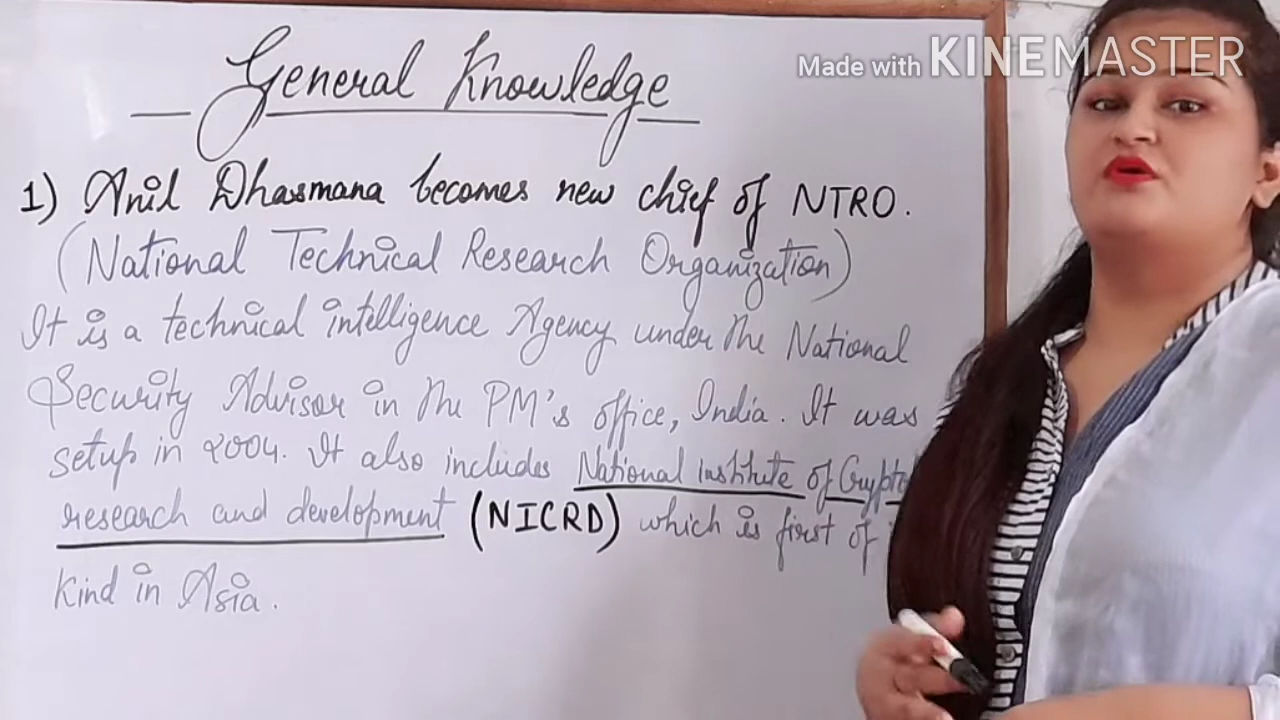 Made with KINEMASTER
General Knowledge
1) Anil Dhasmana becomes new chief of NTRO.
(National Technical Research Organization)
It is a technical intelligence Agency under the National
Security Advisor in the PM's office, India. It was
setup in 2004. It also includes National institute of Crypto
research and development (NICRD) which is first of
kind in Asia.